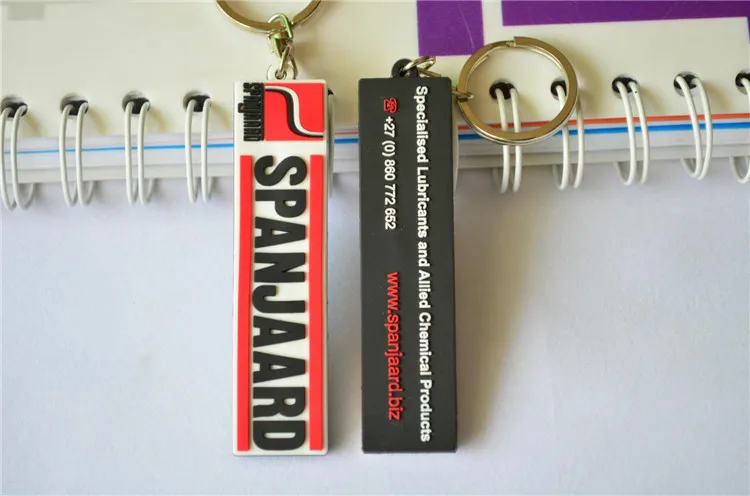 SPANJAARD
SPANJAARD
Specialised Lubricants and Allied Chemical Products
☎ +27 (0) 860 772 652
www.spanjaard.biz